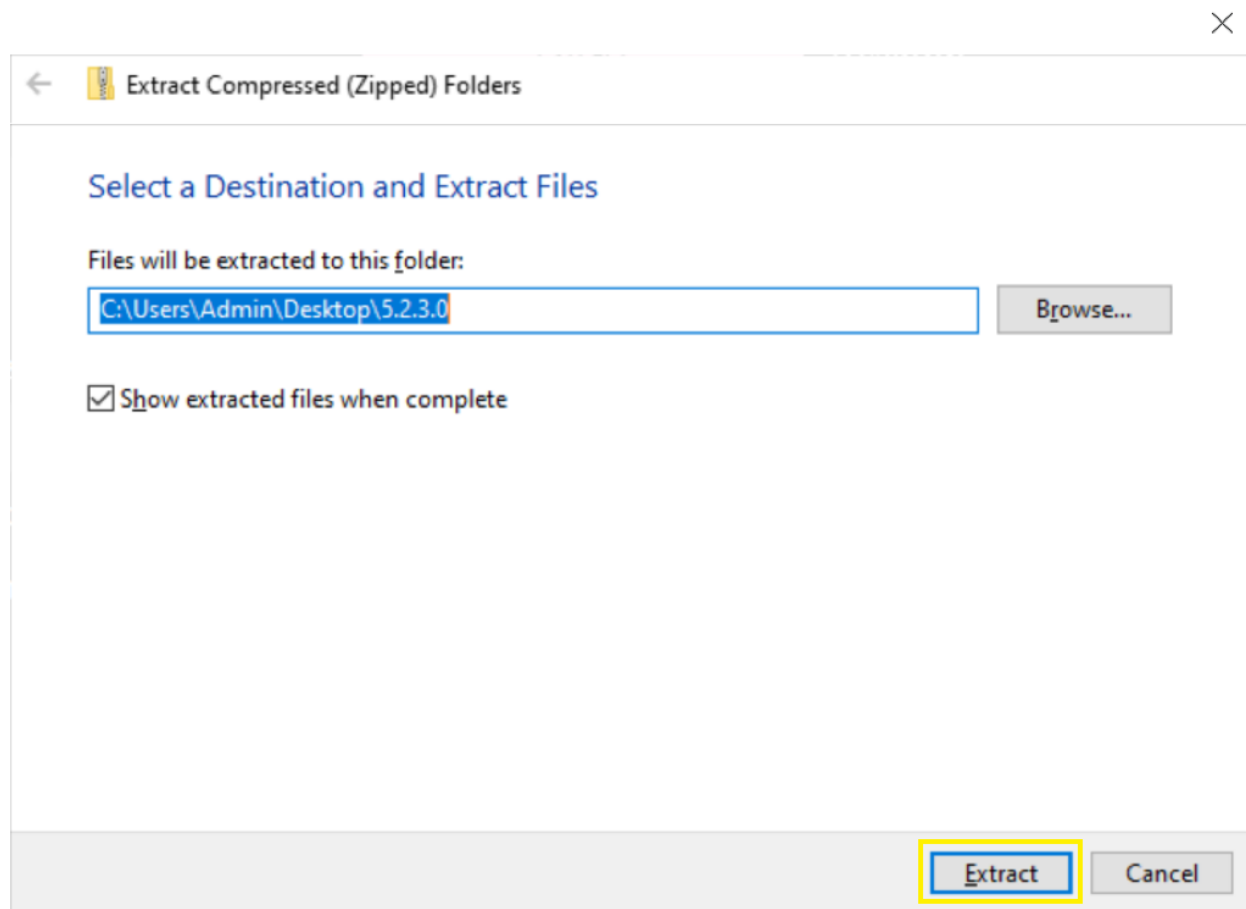 Extract Compressed (Zipped) Folders
Select a Destination and Extract Files
Files will be extracted to this folder:
C:\Users\Admin\Desktop\5.2.3.0
Browse...
Show extracted files when complete
Extract
Cancel